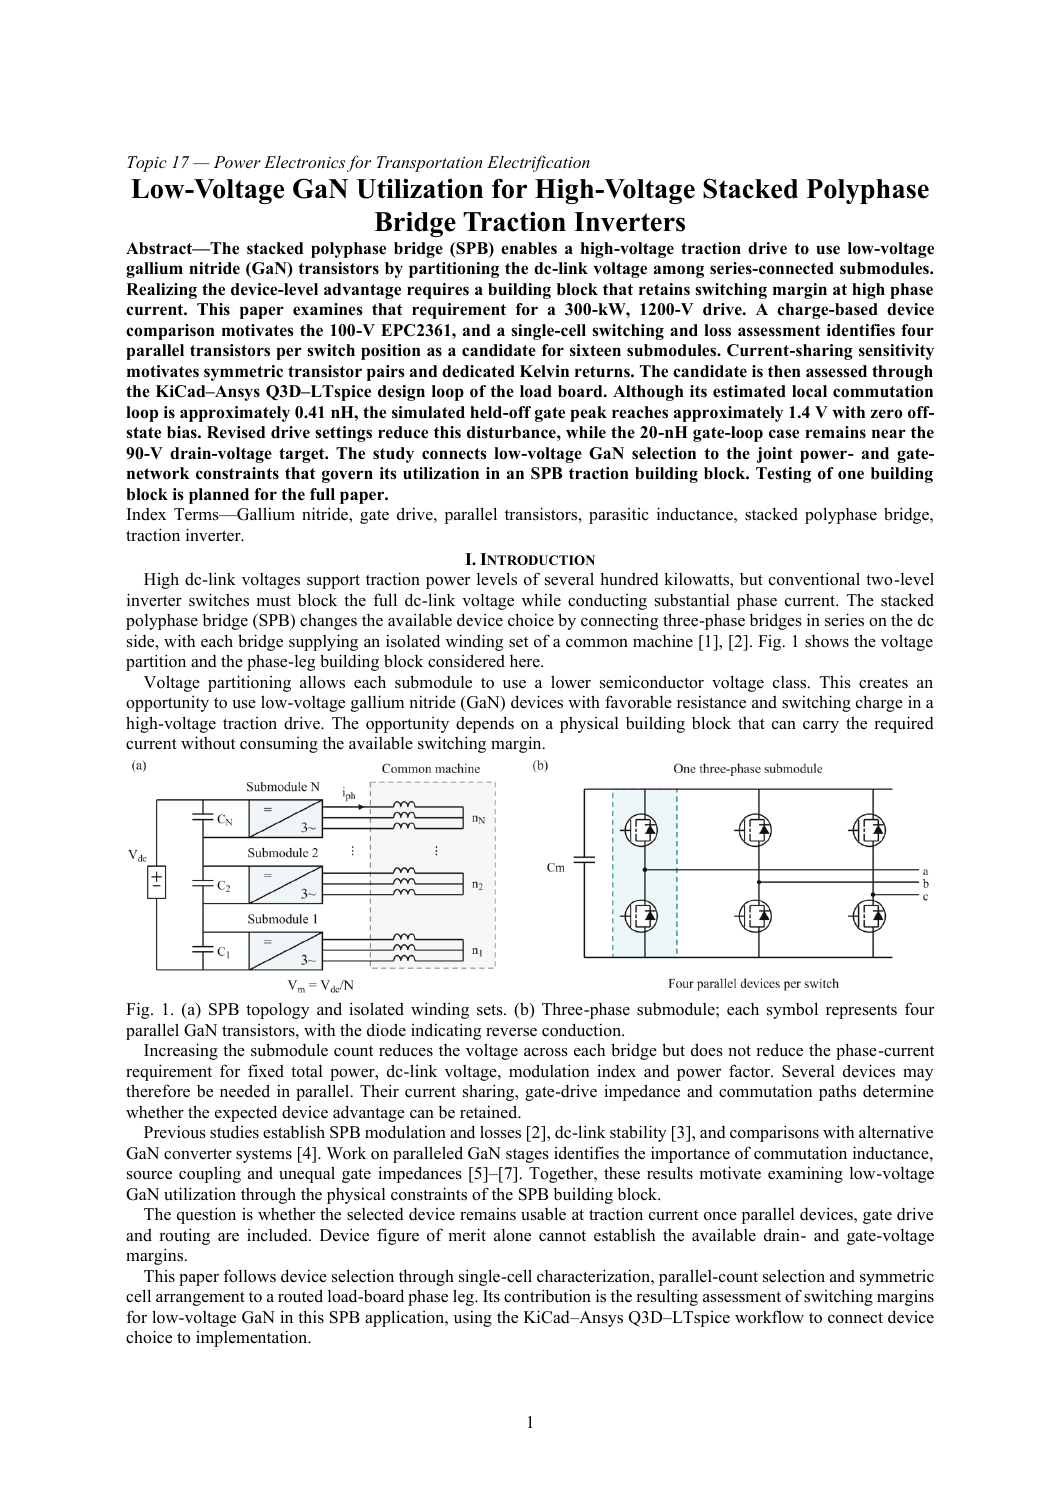 Topic 17 — Power Electronics for Transportation Electrification
Low-Voltage GaN Utilization for High-Voltage Stacked Polyphase
Bridge Traction Inverters
Abstract—The stacked polyphase bridge (SPB) enables a high-voltage traction drive to use low-voltage
gallium nitride (GaN) transistors by partitioning the dc-link voltage among series-connected submodules.
Realizing the device-level advantage requires a building block that retains switching margin at high phase
current. This paper examines that requirement for a 300-kW, 1200-V drive. A charge-based device
comparison motivates the 100-V EPC2361, and a single-cell switching and loss assessment identifies four
parallel transistors per switch position as a candidate for sixteen submodules. Current-sharing sensitivity
motivates symmetric transistor pairs and dedicated Kelvin returns. The candidate is then assessed through
the KiCad–Ansys Q3D–LTspice design loop of the load board. Although its estimated local commutation
loop is approximately 0.41 nH, the simulated held-off gate peak reaches approximately 1.4 V with zero off-
state bias. Revised drive settings reduce this disturbance, while the 20-nH gate-loop case remains near the
90-V drain-voltage target. The study connects low-voltage GaN selection to the joint power- and gate-
network constraints that govern its utilization in an SPB traction building block. Testing of one building
block is planned for the full paper.
Index Terms—Gallium nitride, gate drive, parallel transistors, parasitic inductance, stacked polyphase bridge,
traction inverter.
I. INTRODUCTION
High dc-link voltages support traction power levels of several hundred kilowatts, but conventional two-level
inverter switches must block the full dc-link voltage while conducting substantial phase current. The stacked
polyphase bridge (SPB) changes the available device choice by connecting three-phase bridges in series on the dc
side, with each bridge supplying an isolated winding set of a common machine [1], [2]. Fig. 1 shows the voltage
partition and the phase-leg building block considered here.
Voltage partitioning allows each submodule to use a lower semiconductor voltage class. This creates an
opportunity to use low-voltage gallium nitride (GaN) devices with favorable resistance and switching charge in a
high-voltage traction drive. The opportunity depends on a physical building block that can carry the required
current without consuming the available switching margin.
(a)
Common machine
Submodule N
iph
CN
=
3~
nN
Vdc
Submodule 2
⋮
⋮
+
−
C2
=
3~
n2
Submodule 1
C1
=
3~
n1
Vm = Vdc/N
(b)
One three-phase submodule
Cm
a
b
c
Four parallel devices per switch
Fig. 1. (a) SPB topology and isolated winding sets. (b) Three-phase submodule; each symbol represents four
parallel GaN transistors, with the diode indicating reverse conduction.
Increasing the submodule count reduces the voltage across each bridge but does not reduce the phase-current
requirement for fixed total power, dc-link voltage, modulation index and power factor. Several devices may
therefore be needed in parallel. Their current sharing, gate-drive impedance and commutation paths determine
whether the expected device advantage can be retained.
Previous studies establish SPB modulation and losses [2], dc-link stability [3], and comparisons with alternative
GaN converter systems [4]. Work on paralleled GaN stages identifies the importance of commutation inductance,
source coupling and unequal gate impedances [5]–[7]. Together, these results motivate examining low-voltage
GaN utilization through the physical constraints of the SPB building block.
The question is whether the selected device remains usable at traction current once parallel devices, gate drive
and routing are included. Device figure of merit alone cannot establish the available drain- and gate-voltage
margins.
This paper follows device selection through single-cell characterization, parallel-count selection and symmetric
cell arrangement to a routed load-board phase leg. Its contribution is the resulting assessment of switching margins
for low-voltage GaN in this SPB application, using the KiCad–Ansys Q3D–LTspice workflow to connect device
choice to implementation.
1